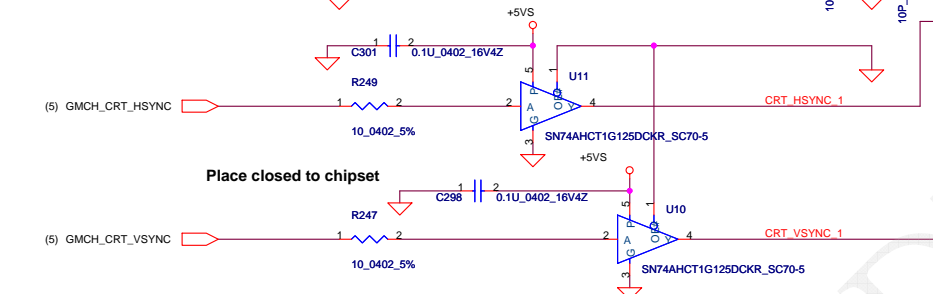 10P_
+5VS
1
2
C301
0.1U_0402_16V4Z
5
1
U11
R249
(5) GMCH_CRT_HSYNC
1
2
2
A
P
OE
Y
G
4
CRT_HSYNC_1
10_0402_5%
3
SN74AHCT1G125DCKR_SC70-5
+5VS
Place closed to chipset
1
2
C298
0.1U_0402_16V4Z
5
1
U10
R247
(5) GMCH_CRT_VSYNC
1
2
2
A
P
OE
Y
G
4
CRT_VSYNC_1
10_0402_5%
3
SN74AHCT1G125DCKR_SC70-5